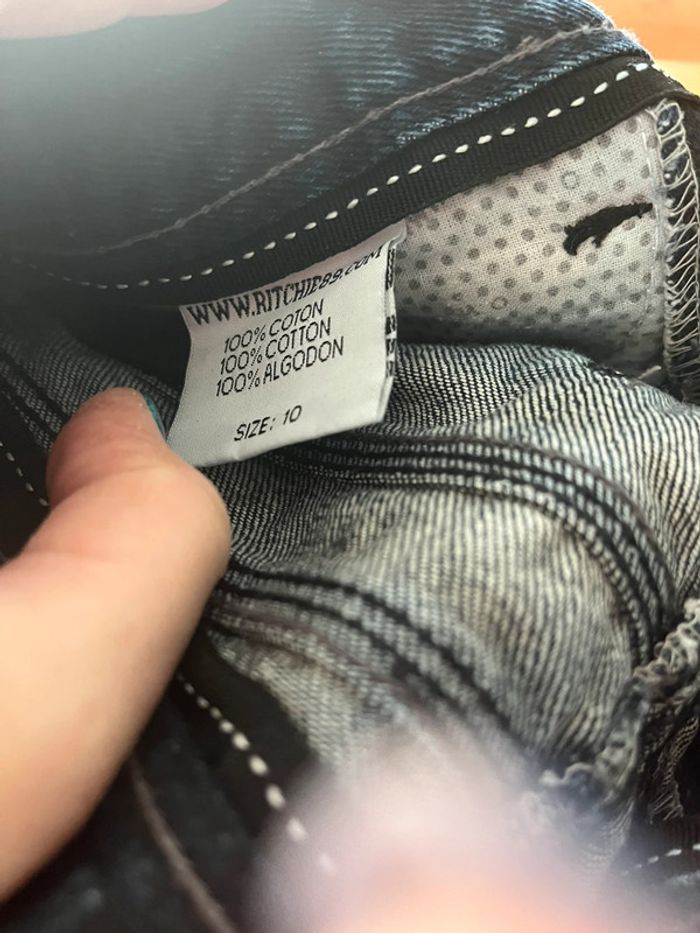 WWW.RITCHIE89.COM
100% COTON
100% COTTON
100% ALGODON
SIZE: 10